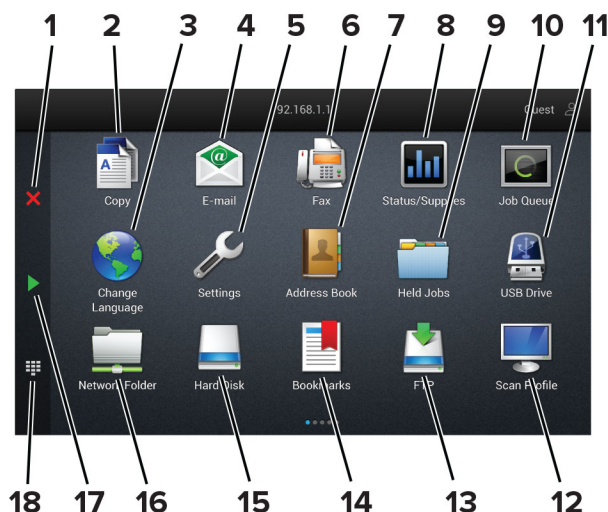 1 2 3 4 5 6 7 8 9 10 11
92.168.1.1
Guest
Copy E-mail Fax Status/Supplies Job Queue
Change Language Settings Address Book Held Jobs USB Drive
Network Folder Hard Disk Bookmarks FTP Scan Profile
18 17 16 15 14 13 12